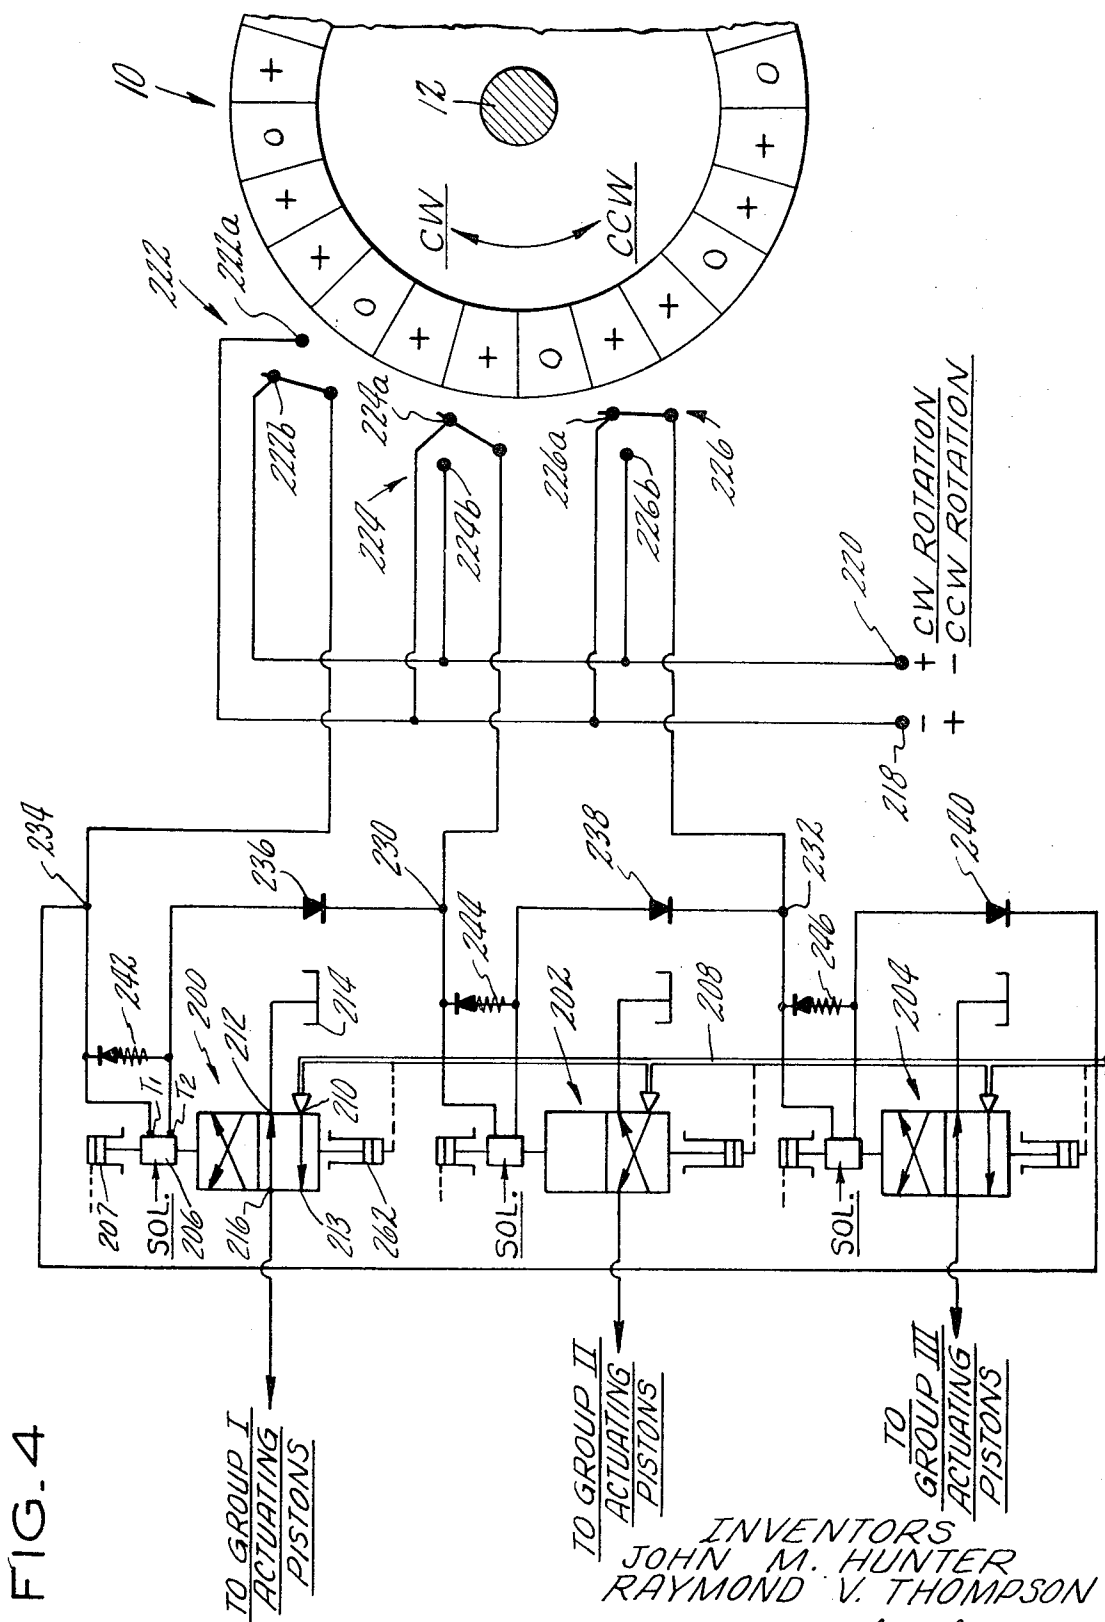 FIG. 4
10
12
CW
CCW
222
222a
222b
224
224a
224b
226a
226b
226
220
218
+ CW ROTATION
- CCW ROTATION
-
+
234
236
230
238
232
240
242
244
246
200
202
204
T1
T2
212
214
210
208
207
SOL.
206
216
213
262
SOL.
SOL.
TO GROUP I
ACTUATING
PISTONS
TO GROUP II
ACTUATING
PISTONS
TO
GROUP III
ACTUATING
PISTONS
+
O
+
+
O
+
+
O
+
+
O
+
+
O
INVENTORS
JOHN M. HUNTER
RAYMOND V. THOMPSON